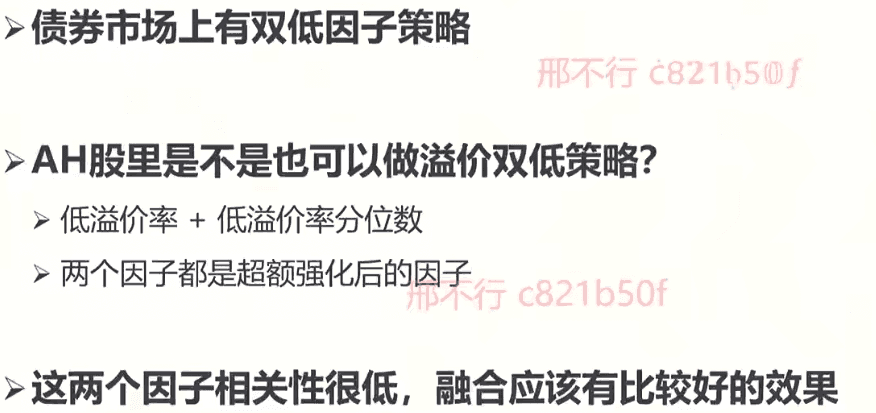 ➢债券市场上有双低因子策略
邢不行 c821b50f
➢AH股里是不是也可以做溢价双低策略？
➢ 低溢价率 + 低溢价率分位数
➢ 两个因子都是超额强化后的因子
邢不行 c821b50f
➢这两个因子相关性很低，融合应该有比较好的效果